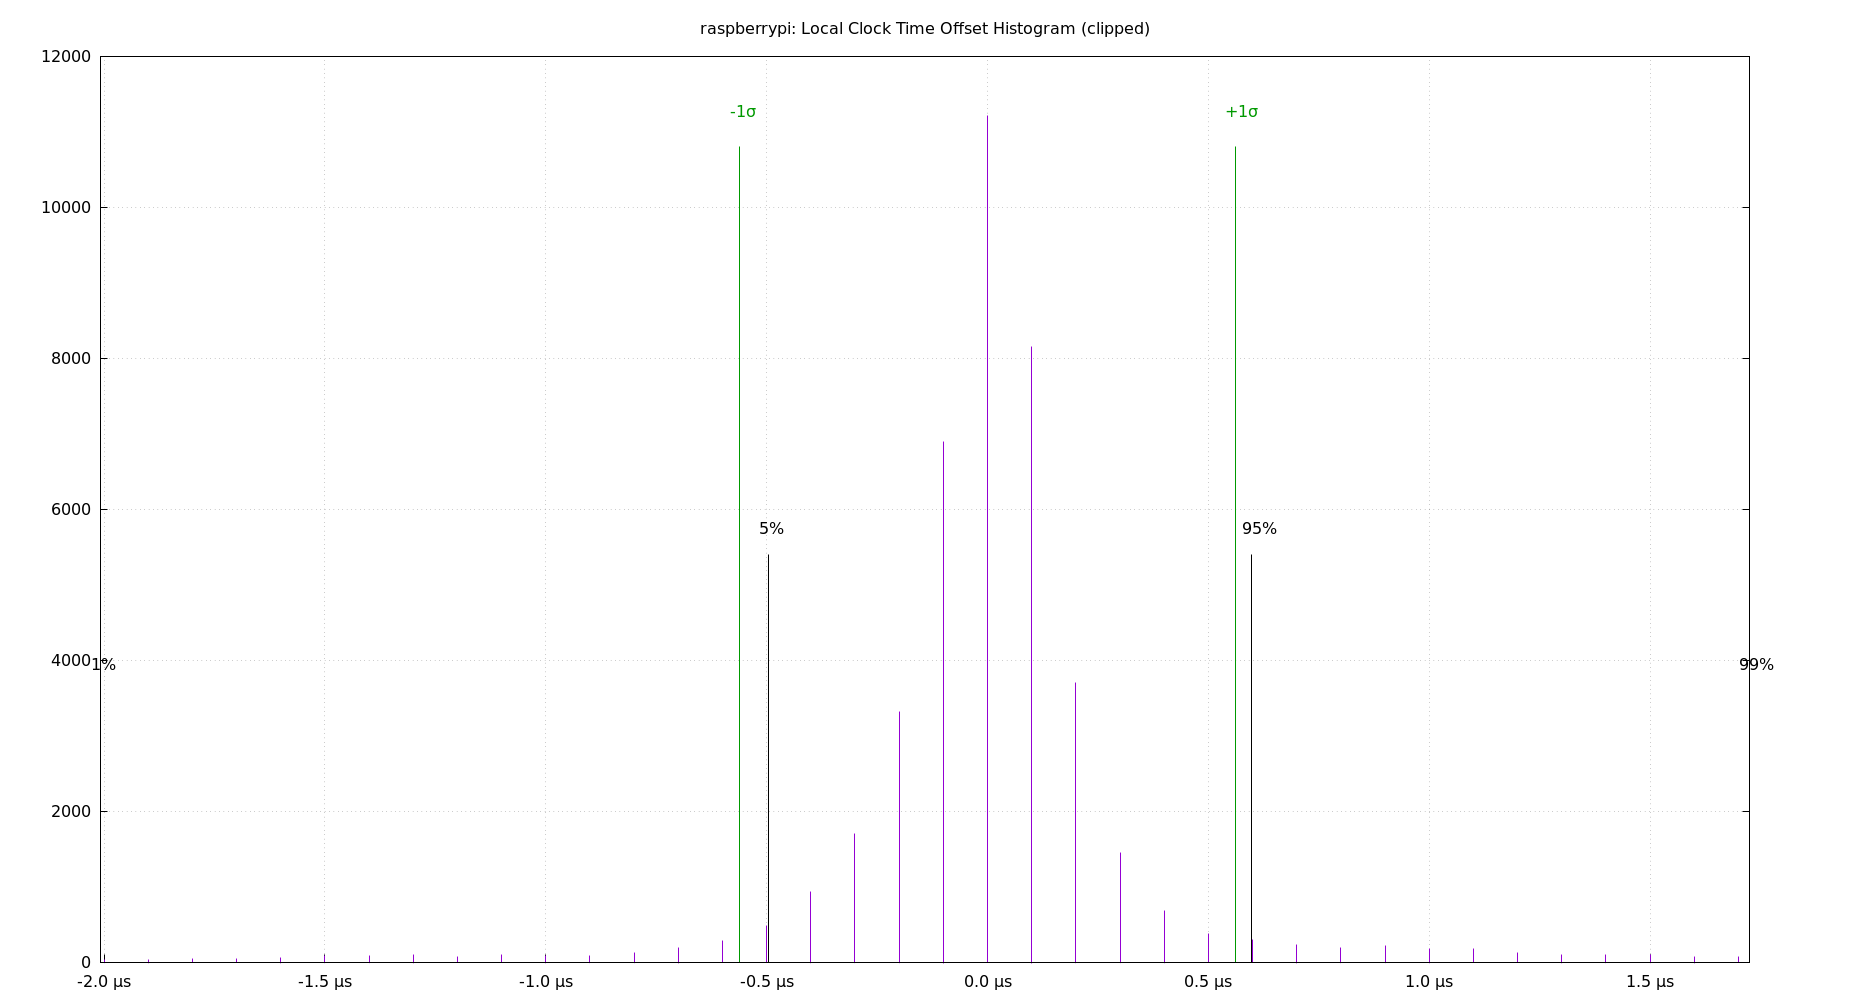 raspberrypi: Local Clock Time Offset Histogram (clipped)
12000
-1σ
+1σ
10000
8000
6000
5%
95%
4000
1%
99%
2000
0
-2.0 µs
-1.5 µs
-1.0 µs
-0.5 µs
0.0 µs
0.5 µs
1.0 µs
1.5 µs